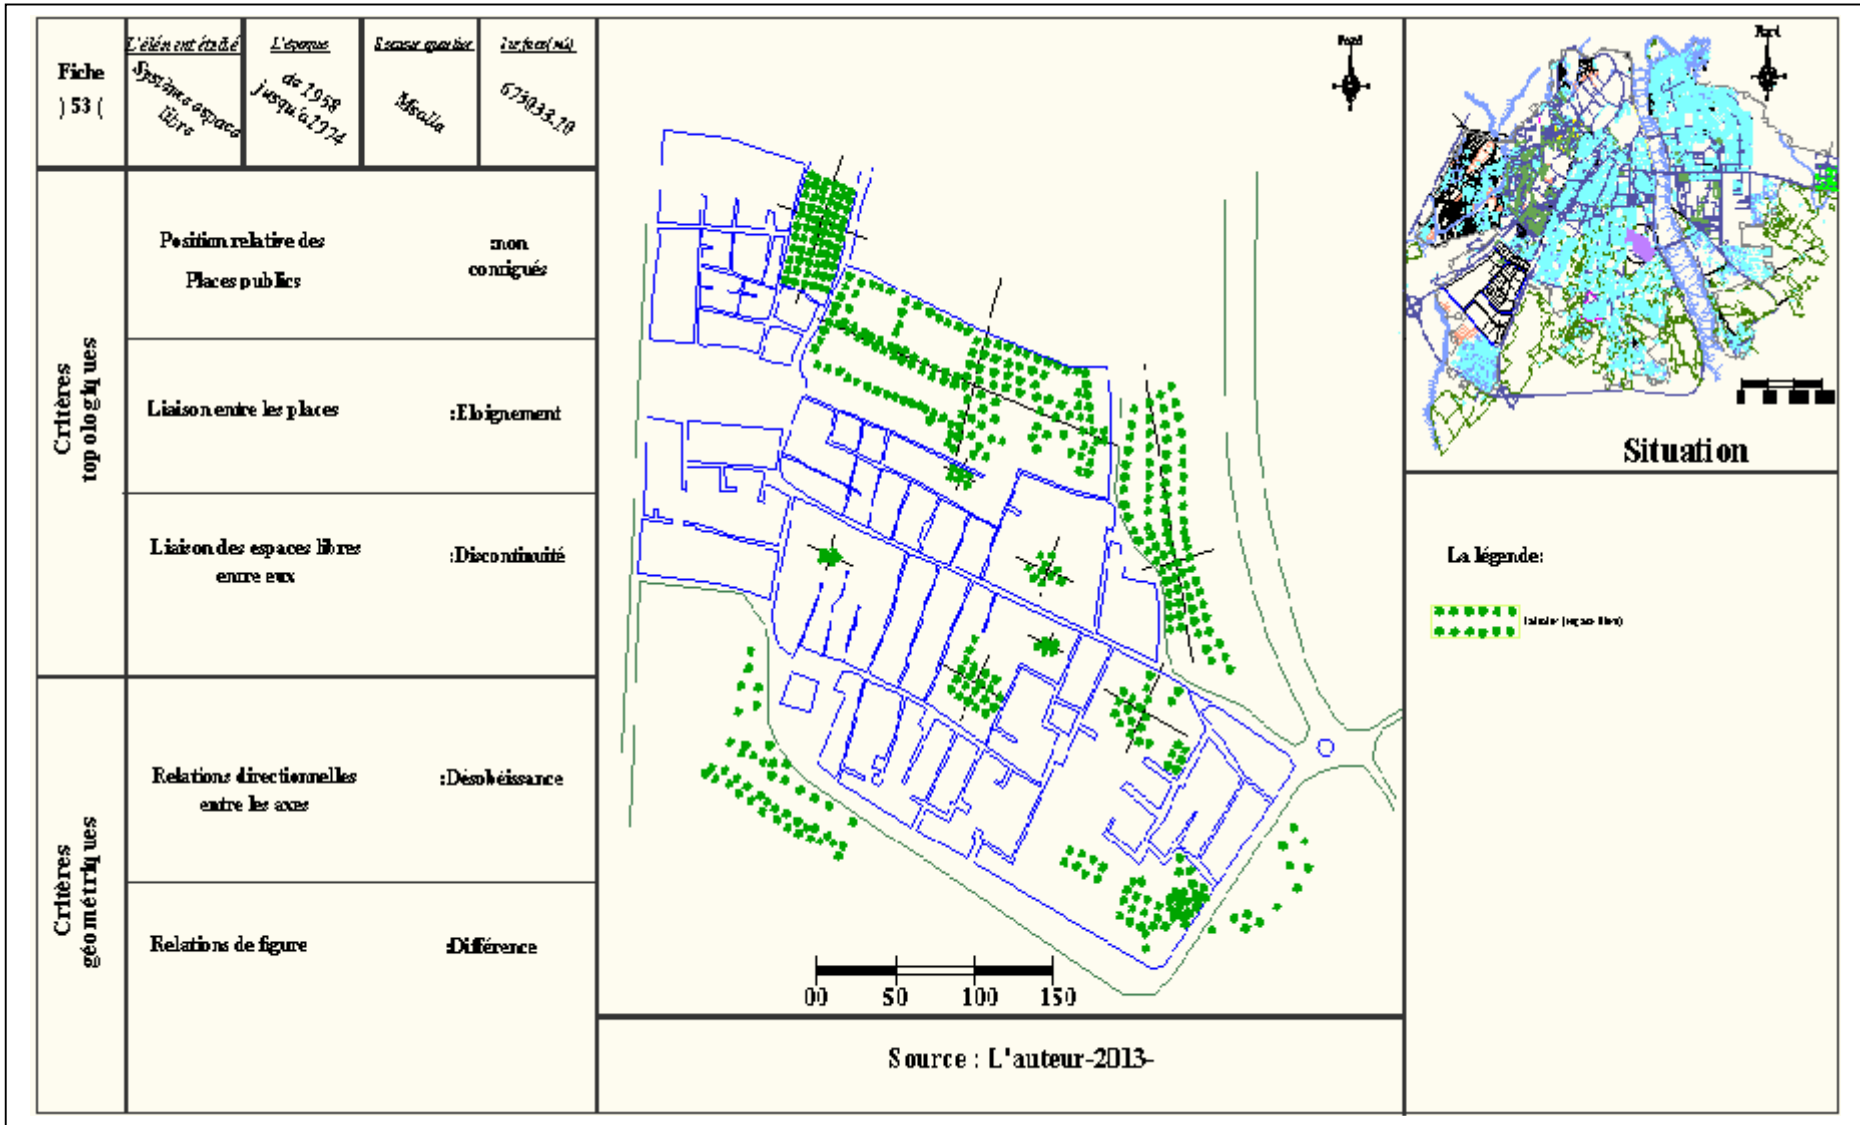 Fiche
) 53 (
L'élément étudié
Système espace
libre
L'époque
de 1958
jusqu'à 1974
Secteur quartier
Msalla
Surface(m2)
675033.20
Critères
topologiques
Position relative des
Places publics
:non
contigués
Liaison entre les places
:Eloignement
Liaison des espaces libres
entre eux
:Discontinuité
Critères
géométriques
Relations directionnelles
entre les axes
:Désobéissance
Relations de figure
:Différence
Nord
00 50 100 150
Source : L'auteur-2013-
Nord
Situation
La légende: